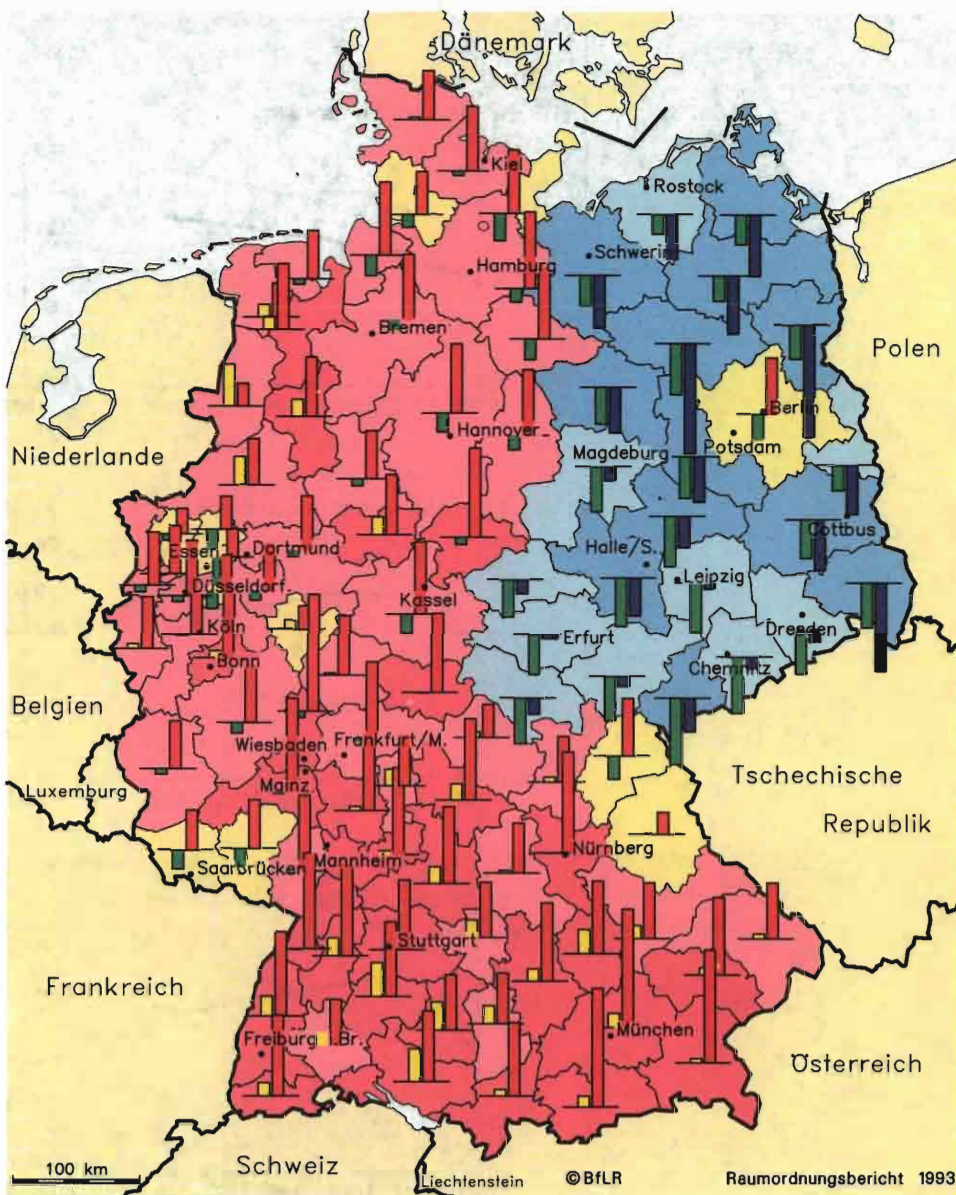 Dänemark
Kiel
Rostock
Schwerin
Hamburg
Bremen
Polen
Berlin
Potsdam
Hannover
Magdeburg
Niederlande
Cottbus
Essen
Dortmund
Halle/S.
Leipzig
Düsseldorf
Kassel
Köln
Erfurt
Dresden
Chemnitz
Bonn
Belgien
Wiesbaden
Frankfurt/M.
Mainz
Luxemburg
Tschechische
Republik
Mannheim
Nürnberg
Saarbrücken
Stuttgart
Frankreich
Freiburg i.Br.
München
Österreich
100 km
Schweiz
Liechtenstein
©BfLR
Raumordnungsbericht 1993